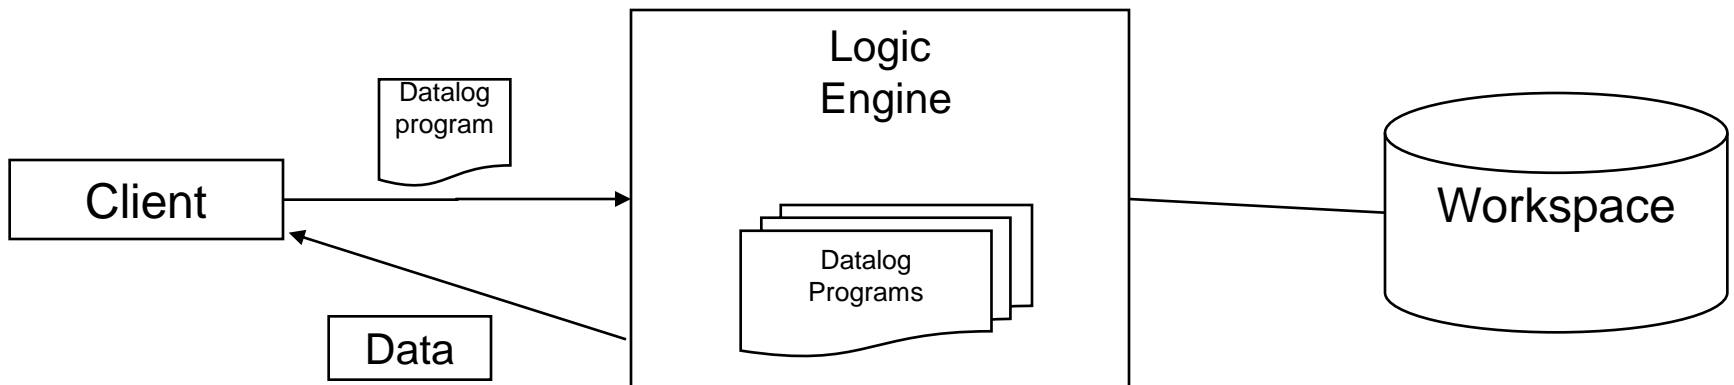 Logic
Engine
Datalog
program
Client
Workspace
Datalog
Programs
Data